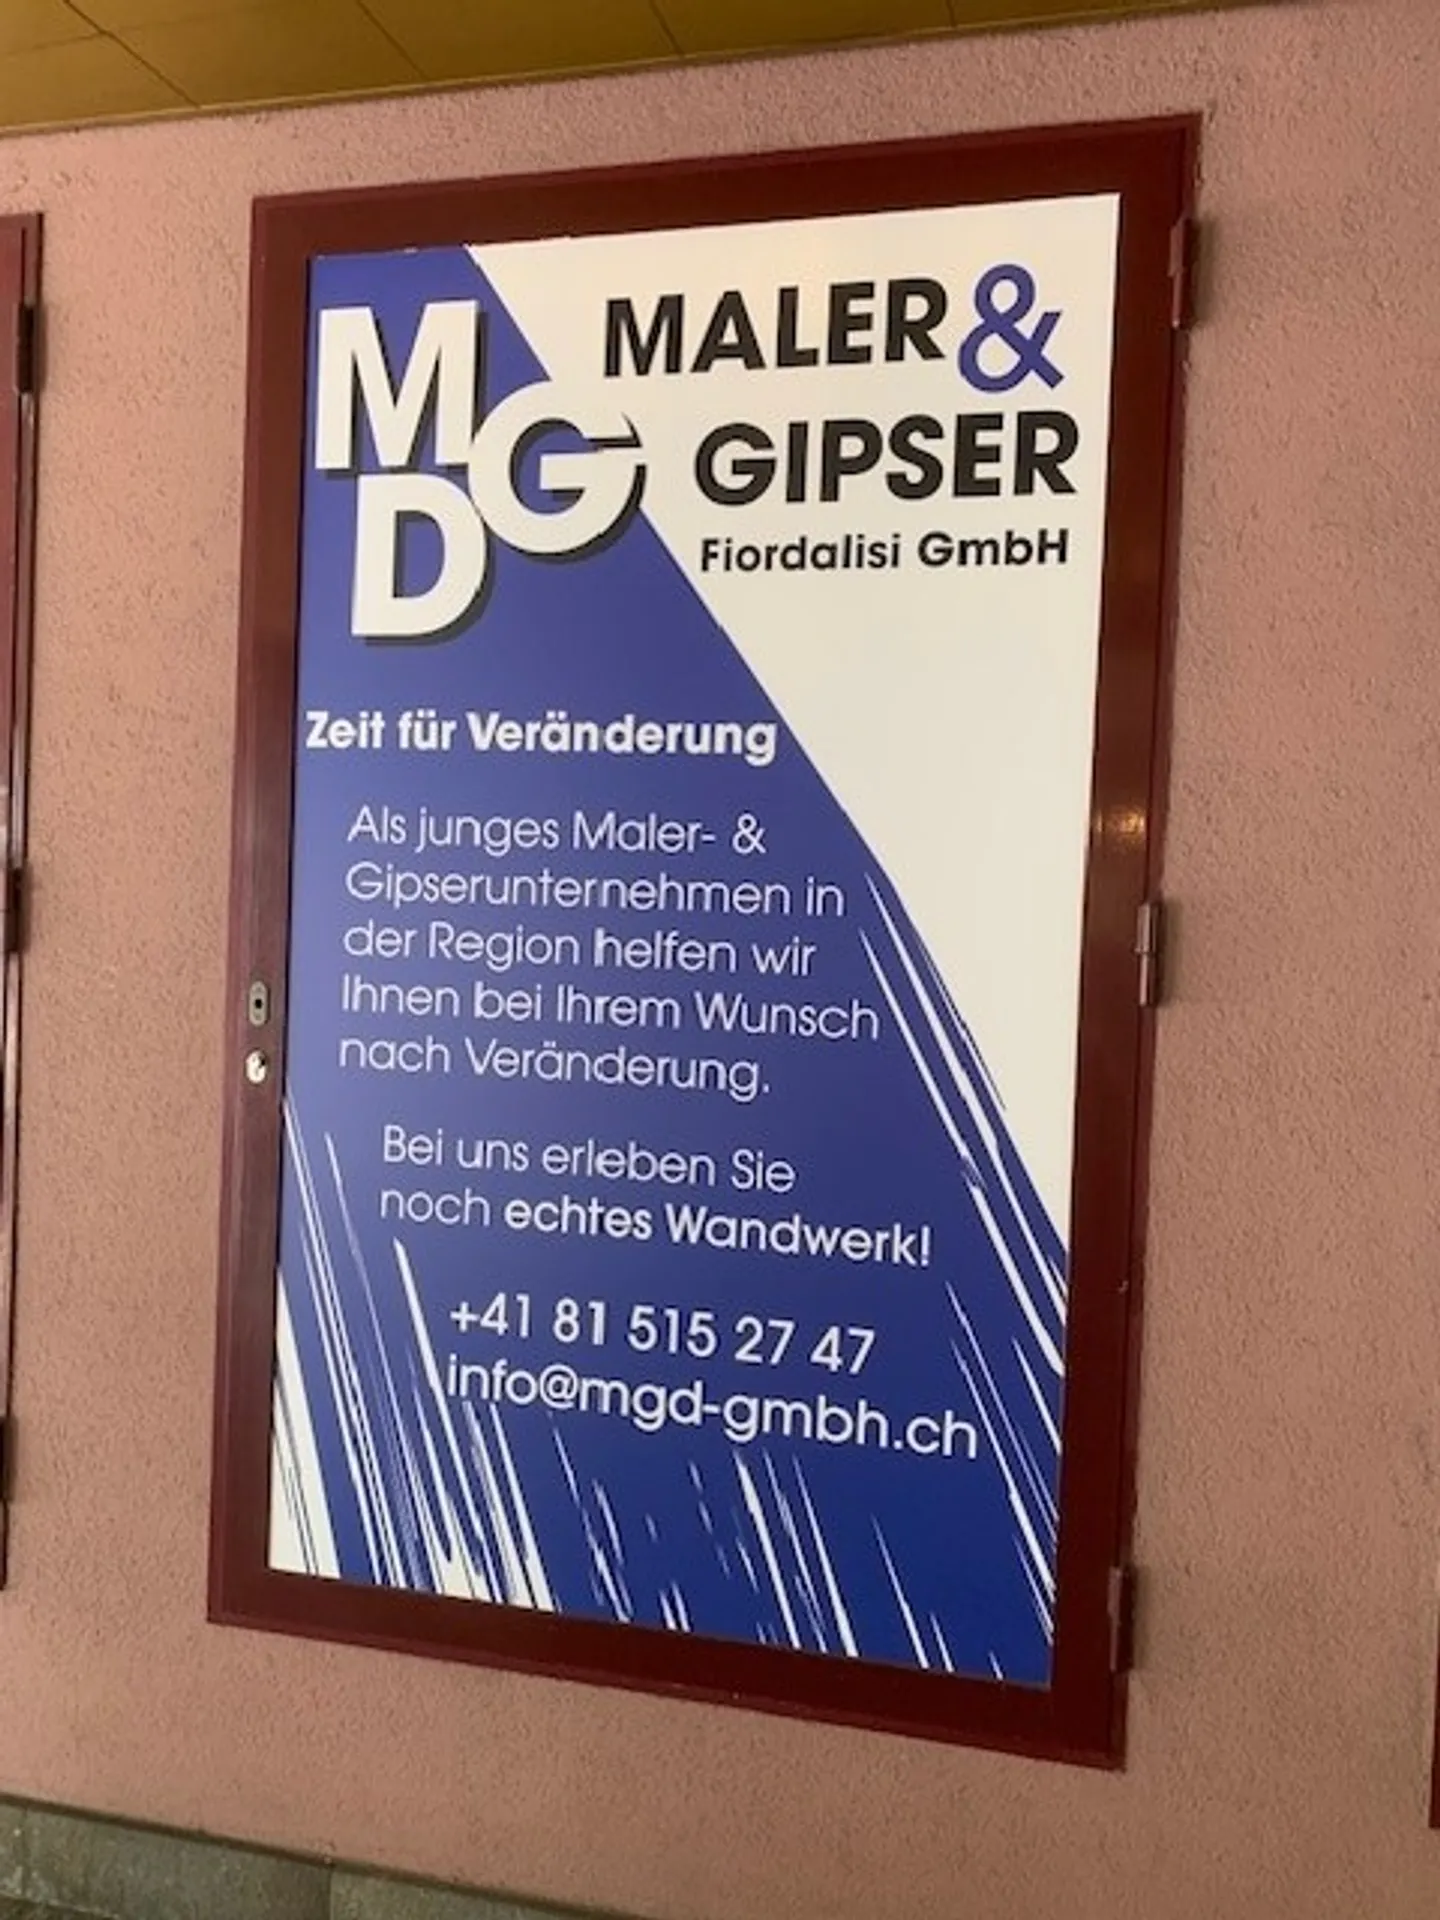 MGD
MALER &
GIPSER
Fiordalisi GmbH
Zeit für Veränderung
Als junges Maler- &
Gipserunternehmen in
der Region helfen wir
Ihnen bei Ihrem Wunsch
nach Veränderung.
Bei uns erleben Sie
noch echtes Wandwerk!
+41 81 515 27 47
info@mgd-gmbh.ch